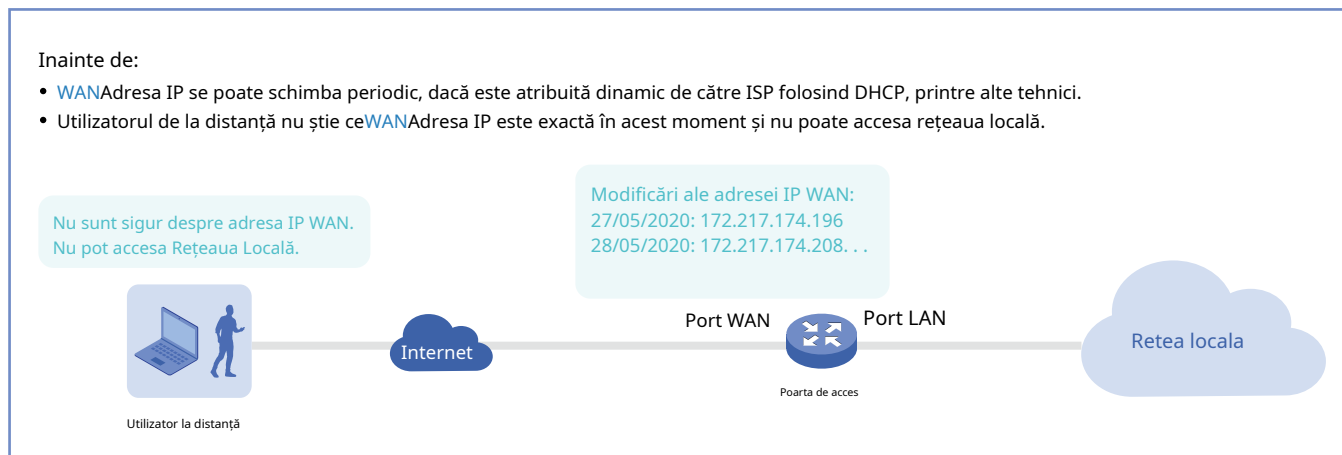 Inainte de:
• WANAdresa IP se poate schimba periodic, dacă este atribuită dinamic de către ISP folosind DHCP, printre alte tehnici.
• Utilizatorul de la distanță nu știe ceWANAdresa IP este exactă în acest moment și nu poate accesa rețeaua locală.
Nu sunt sigur despre adresa IP WAN.
Nu pot accesa Rețeaua Locală.
Modificări ale adresei IP WAN:
27/05/2020: 172.217.174.196
28/05/2020: 172.217.174.208. . .
Port WAN
Port LAN
Internet
Retea locala
Poarta de acces
Utilizator la distanță